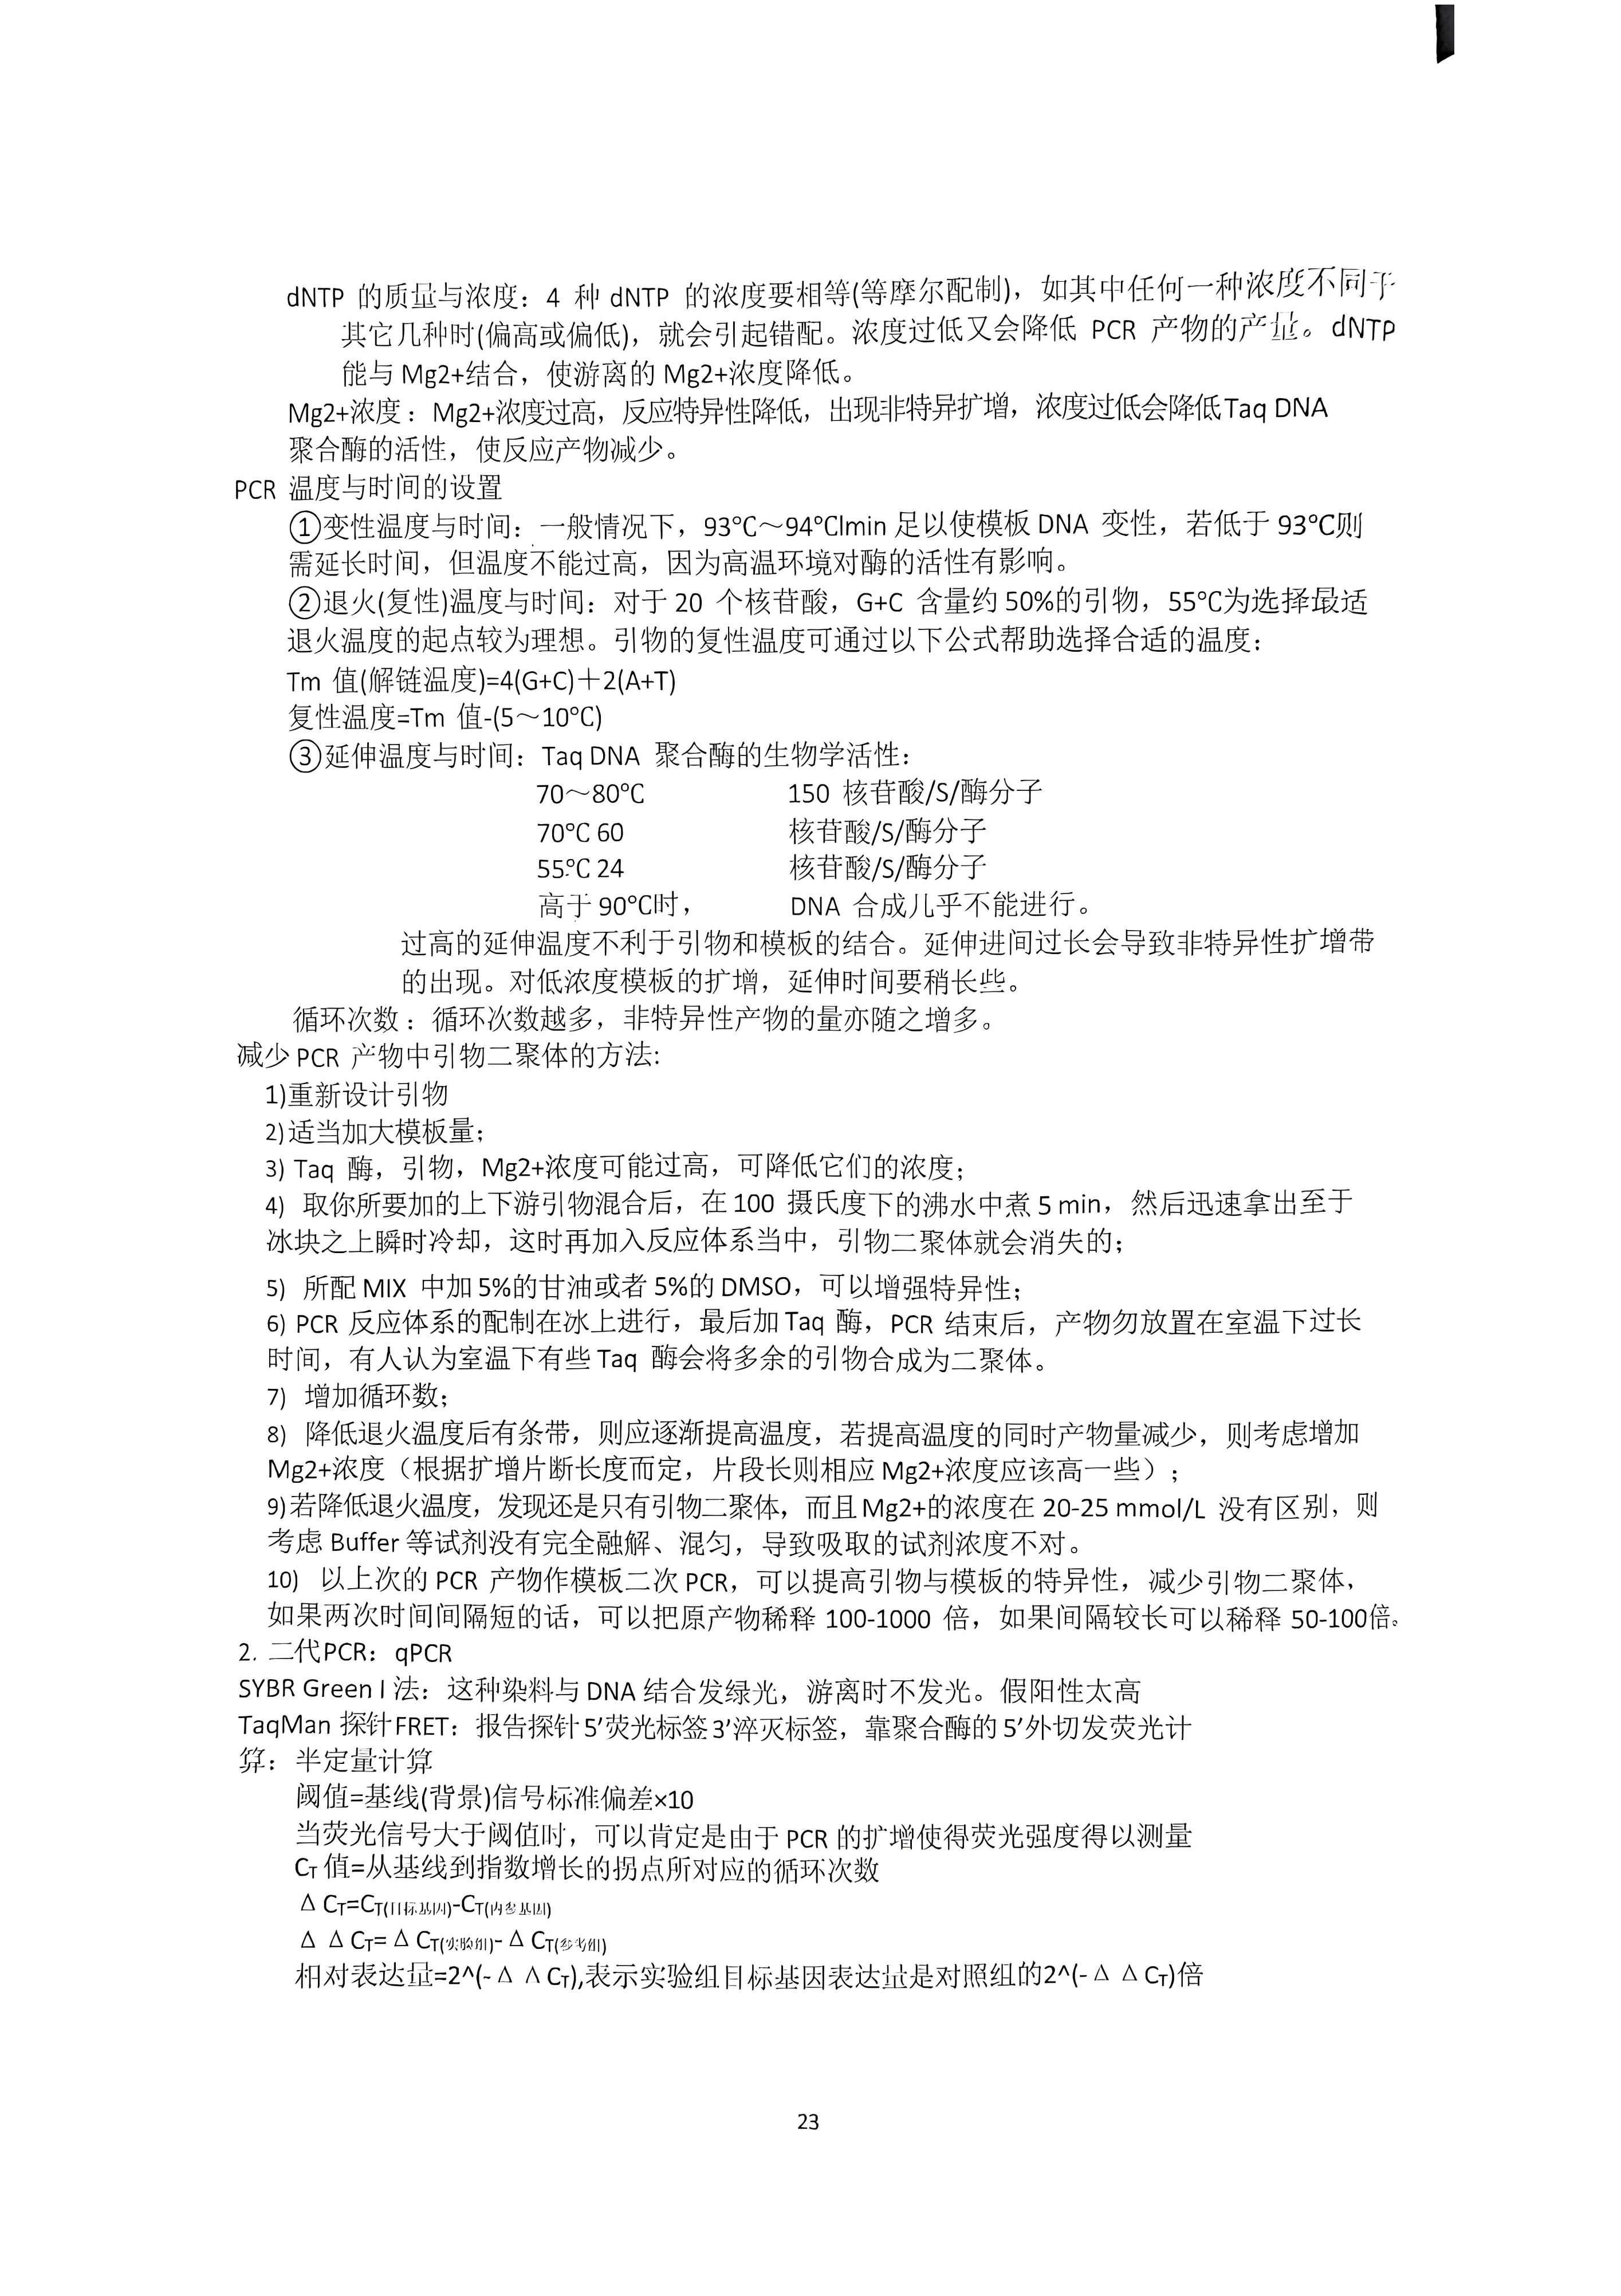 dNTP 的质量与浓度：4 种 dNTP 的浓度要相等(等摩尔配制)，如其中任何一种浓度不同于
其它几种时(偏高或偏低)，就会引起错配。浓度过低又会降低 PCR 产物的产量。dNTP
能与 Mg2+结合，使游离的 Mg2+浓度降低。
Mg2+浓度：Mg2+浓度过高，反应特异性降低，出现非特异扩增，浓度过低会降低Taq DNA
聚合酶的活性，使反应产物减少。
PCR 温度与时间的设置
①变性温度与时间：一般情况下，93℃～94℃lmin 足以使模板 DNA 变性，若低于 93℃则
需延长时间，但温度不能过高，因为高温环境对酶的活性有影响。
②退火(复性)温度与时间：对于 20 个核苷酸，G+C 含量约 50%的引物，55℃为选择最适
退火温度的起点较为理想。引物的复性温度可通过以下公式帮助选择合适的温度：
Tm 值(解链温度)=4(G+C)＋2(A+T)
复性温度=Tm 值-(5～10℃)
③延伸温度与时间：Taq DNA 聚合酶的生物学活性：
70～80℃ 150 核苷酸/S/酶分子
70℃ 60 核苷酸/S/酶分子
55℃ 24 核苷酸/S/酶分子
高于 90℃时， DNA 合成几乎不能进行。
过高的延伸温度不利于引物和模板的结合。延伸进间过长会导致非特异性扩增带
的出现。对低浓度模板的扩增，延伸时间要稍长些。
循环次数：循环次数越多，非特异性产物的量亦随之增多。
减少 PCR 产物中引物二聚体的方法:
1)重新设计引物
2)适当加大模板量；
3) Taq 酶，引物，Mg2+浓度可能过高，可降低它们的浓度；
4) 取你所要加的上下游引物混合后，在 100 摄氏度下的沸水中煮 5 min，然后迅速拿出至于
冰块之上瞬时冷却，这时再加入反应体系当中，引物二聚体就会消失的；
5) 所配 MIX 中加 5%的甘油或者 5%的 DMSO，可以增强特异性；
6) PCR 反应体系的配制在冰上进行，最后加 Taq 酶，PCR 结束后，产物勿放置在室温下过长
时间，有人认为室温下有些 Taq 酶会将多余的引物合成为二聚体。
7) 增加循环数；
8) 降低退火温度后有条带，则应逐渐提高温度，若提高温度的同时产物量减少，则考虑增加
Mg2+浓度（根据扩增片断长度而定，片段长则相应 Mg2+浓度应该高一些）；
9)若降低退火温度，发现还是只有引物二聚体，而且 Mg2+的浓度在 20-25 mmol/L 没有区别，则
考虑 Buffer 等试剂没有完全融解、混匀，导致吸取的试剂浓度不对。
10) 以上次的 PCR 产物作模板二次 PCR，可以提高引物与模板的特异性，减少引物二聚体，
如果两次时间间隔短的话，可以把原产物稀释 100-1000 倍，如果间隔较长可以稀释 50-100倍。
2. 二代PCR：qPCR
SYBR Green I 法：这种染料与 DNA 结合发绿光，游离时不发光。假阳性太高
TaqMan 探针 FRET：报告探针 5'荧光标签 3'淬灭标签，靠聚合酶的 5'外切发荧光计
算：半定量计算
阈值=基线(背景)信号标准偏差×10
当荧光信号大于阈值时，可以肯定是由于 PCR 的扩增使得荧光强度得以测量
CT 值=从基线到指数增长的拐点所对应的循环次数
Δ CT=CT(目标基因)-CT(内参基因)
Δ Δ CT= Δ CT(实验组)- Δ CT(参考组)
相对表达量=2^(- Δ Δ CT),表示实验组目标基因表达量是对照组的2^(- Δ Δ CT)倍
23